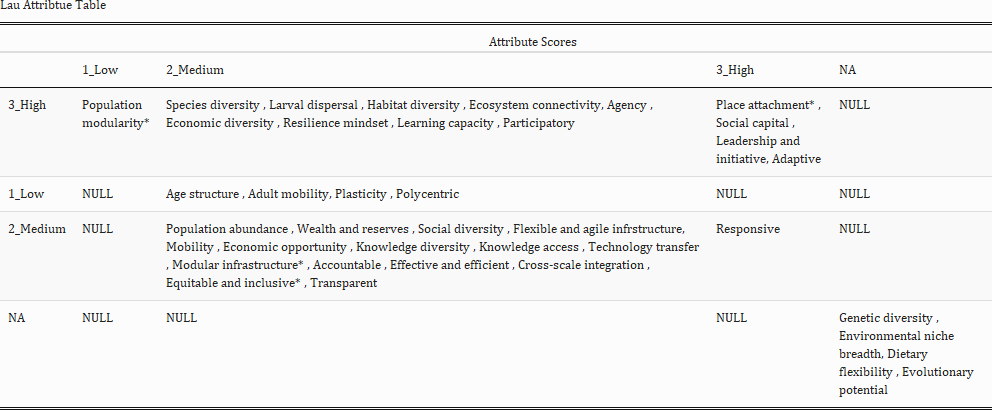 Lau Attribtue Table
Attribute Scores
1_Low 2_Medium 3_High NA
3_High Population Species diversity , Larval dispersal , Habitat diversity , Ecosystem connectivity, Agency , Place attachment* , NULL
modularity* Economic diversity , Resilience mindset , Learning capacity , Participatory Social capital ,
Leadership and
initiative, Adaptive
1_Low NULL Age structure , Adult mobility, Plasticity , Polycentric NULL NULL
2_Medium NULL Population abundance , Wealth and reserves , Social diversity , Flexible and agile infrstructure, Responsive NULL
Mobility , Economic opportunity , Knowledge diversity , Knowledge access , Technology transfer
, Modular infrastructure* , Accountable , Effective and efficient , Cross-scale integration ,
Equitable and inclusive* , Transparent
NA NULL NULL NULL Genetic diversity ,
Environmental niche
breadth, Dietary
flexibility , Evolutionary
potential